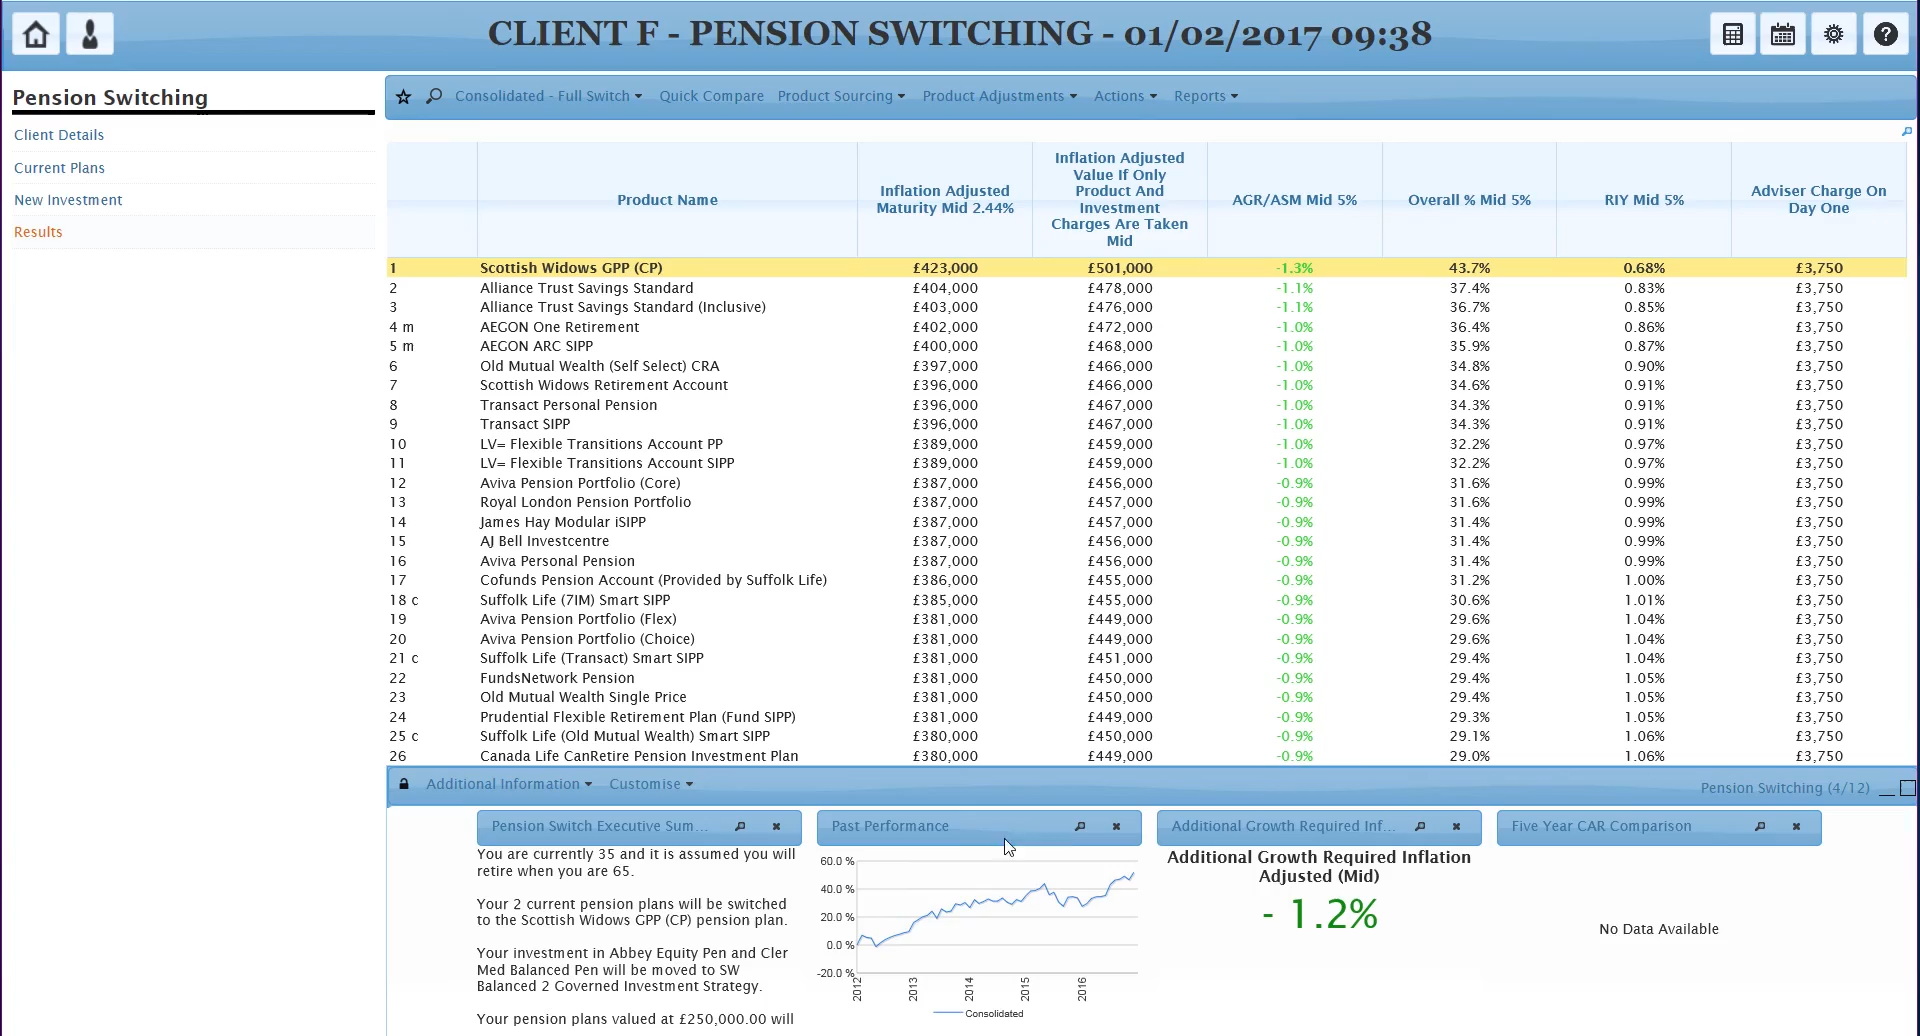 CLIENT F - PENSION SWITCHING - 01/02/2017 09:38
Pension Switching
Client Details
Current Plans
New Investment
Results
Consolidated - Full Switch Quick Compare Product Sourcing Product Adjustments Actions Reports
Product Name
Inflation Adjusted
Maturity Mid 2.44%
Inflation Adjusted
Value If Only
Product And
Investment
Charges Are Taken
Mid
AGR/ASM Mid 5%
Overall % Mid 5%
RIY Mid 5%
Adviser Charge On
Day One
1 Scottish Widows GPP (CP) £423,000 £501,000 -1.3% 43.7% 0.68% £3,750
2 Alliance Trust Savings Standard £404,000 £478,000 -1.1% 37.4% 0.83% £3,750
3 Alliance Trust Savings Standard (Inclusive) £403,000 £476,000 -1.1% 36.7% 0.85% £3,750
4 m AEGON One Retirement £402,000 £472,000 -1.0% 36.4% 0.86% £3,750
5 m AEGON ARC SIPP £400,000 £468,000 -1.0% 35.9% 0.87% £3,750
6 Old Mutual Wealth (Self Select) CRA £397,000 £466,000 -1.0% 34.8% 0.90% £3,750
7 Scottish Widows Retirement Account £396,000 £466,000 -1.0% 34.6% 0.91% £3,750
8 Transact Personal Pension £396,000 £467,000 -1.0% 34.3% 0.91% £3,750
9 Transact SIPP £396,000 £467,000 -1.0% 34.3% 0.91% £3,750
10 LV= Flexible Transitions Account PP £389,000 £459,000 -1.0% 32.2% 0.97% £3,750
11 LV= Flexible Transitions Account SIPP £389,000 £459,000 -1.0% 32.2% 0.97% £3,750
12 Aviva Pension Portfolio (Core) £387,000 £456,000 -0.9% 31.6% 0.99% £3,750
13 Royal London Pension Portfolio £387,000 £457,000 -0.9% 31.6% 0.99% £3,750
14 James Hay Modular iSIPP £387,000 £457,000 -0.9% 31.4% 0.99% £3,750
15 AJ Bell Investcentre £387,000 £456,000 -0.9% 31.4% 0.99% £3,750
16 Aviva Personal Pension £387,000 £456,000 -0.9% 31.4% 0.99% £3,750
17 Cofunds Pension Account (Provided by Suffolk Life) £386,000 £455,000 -0.9% 31.2% 1.00% £3,750
18 c Suffolk Life (7IM) Smart SIPP £385,000 £455,000 -0.9% 30.6% 1.01% £3,750
19 Aviva Pension Portfolio (Flex) £381,000 £449,000 -0.9% 29.6% 1.04% £3,750
20 Aviva Pension Portfolio (Choice) £381,000 £449,000 -0.9% 29.6% 1.04% £3,750
21 c Suffolk Life (Transact) Smart SIPP £381,000 £451,000 -0.9% 29.4% 1.04% £3,750
22 FundsNetwork Pension £381,000 £450,000 -0.9% 29.4% 1.05% £3,750
23 Old Mutual Wealth Single Price £381,000 £450,000 -0.9% 29.4% 1.05% £3,750
24 Prudential Flexible Retirement Plan (Fund SIPP) £381,000 £449,000 -0.9% 29.3% 1.05% £3,750
25 c Suffolk Life (Old Mutual Wealth) Smart SIPP £380,000 £450,000 -0.9% 29.1% 1.06% £3,750
26 Canada Life CanRetire Pension Investment Plan £380,000 £449,000 -0.9% 29.0% 1.06% £3,750
Additional Information Customise Pension Switching (4/12)
Pension Switch Executive Sum...
You are currently 35 and it is assumed you will
retire when you are 65.
Your 2 current pension plans will be switched
to the Scottish Widows GPP (CP) pension plan.
Your investment in Abbey Equity Pen and Cler
Med Balanced Pen will be moved to SW
Balanced 2 Governed Investment Strategy.
Your pension plans valued at £250,000.00 will
Past Performance
60.0 %
40.0 %
20.0 %
0.0 %
-20.0 %
2012 2013 2014 2015 2016
Consolidated
Additional Growth Required Inf...
Additional Growth Required Inflation
Adjusted (Mid)
- 1.2%
Five Year CAR Comparison
No Data Available